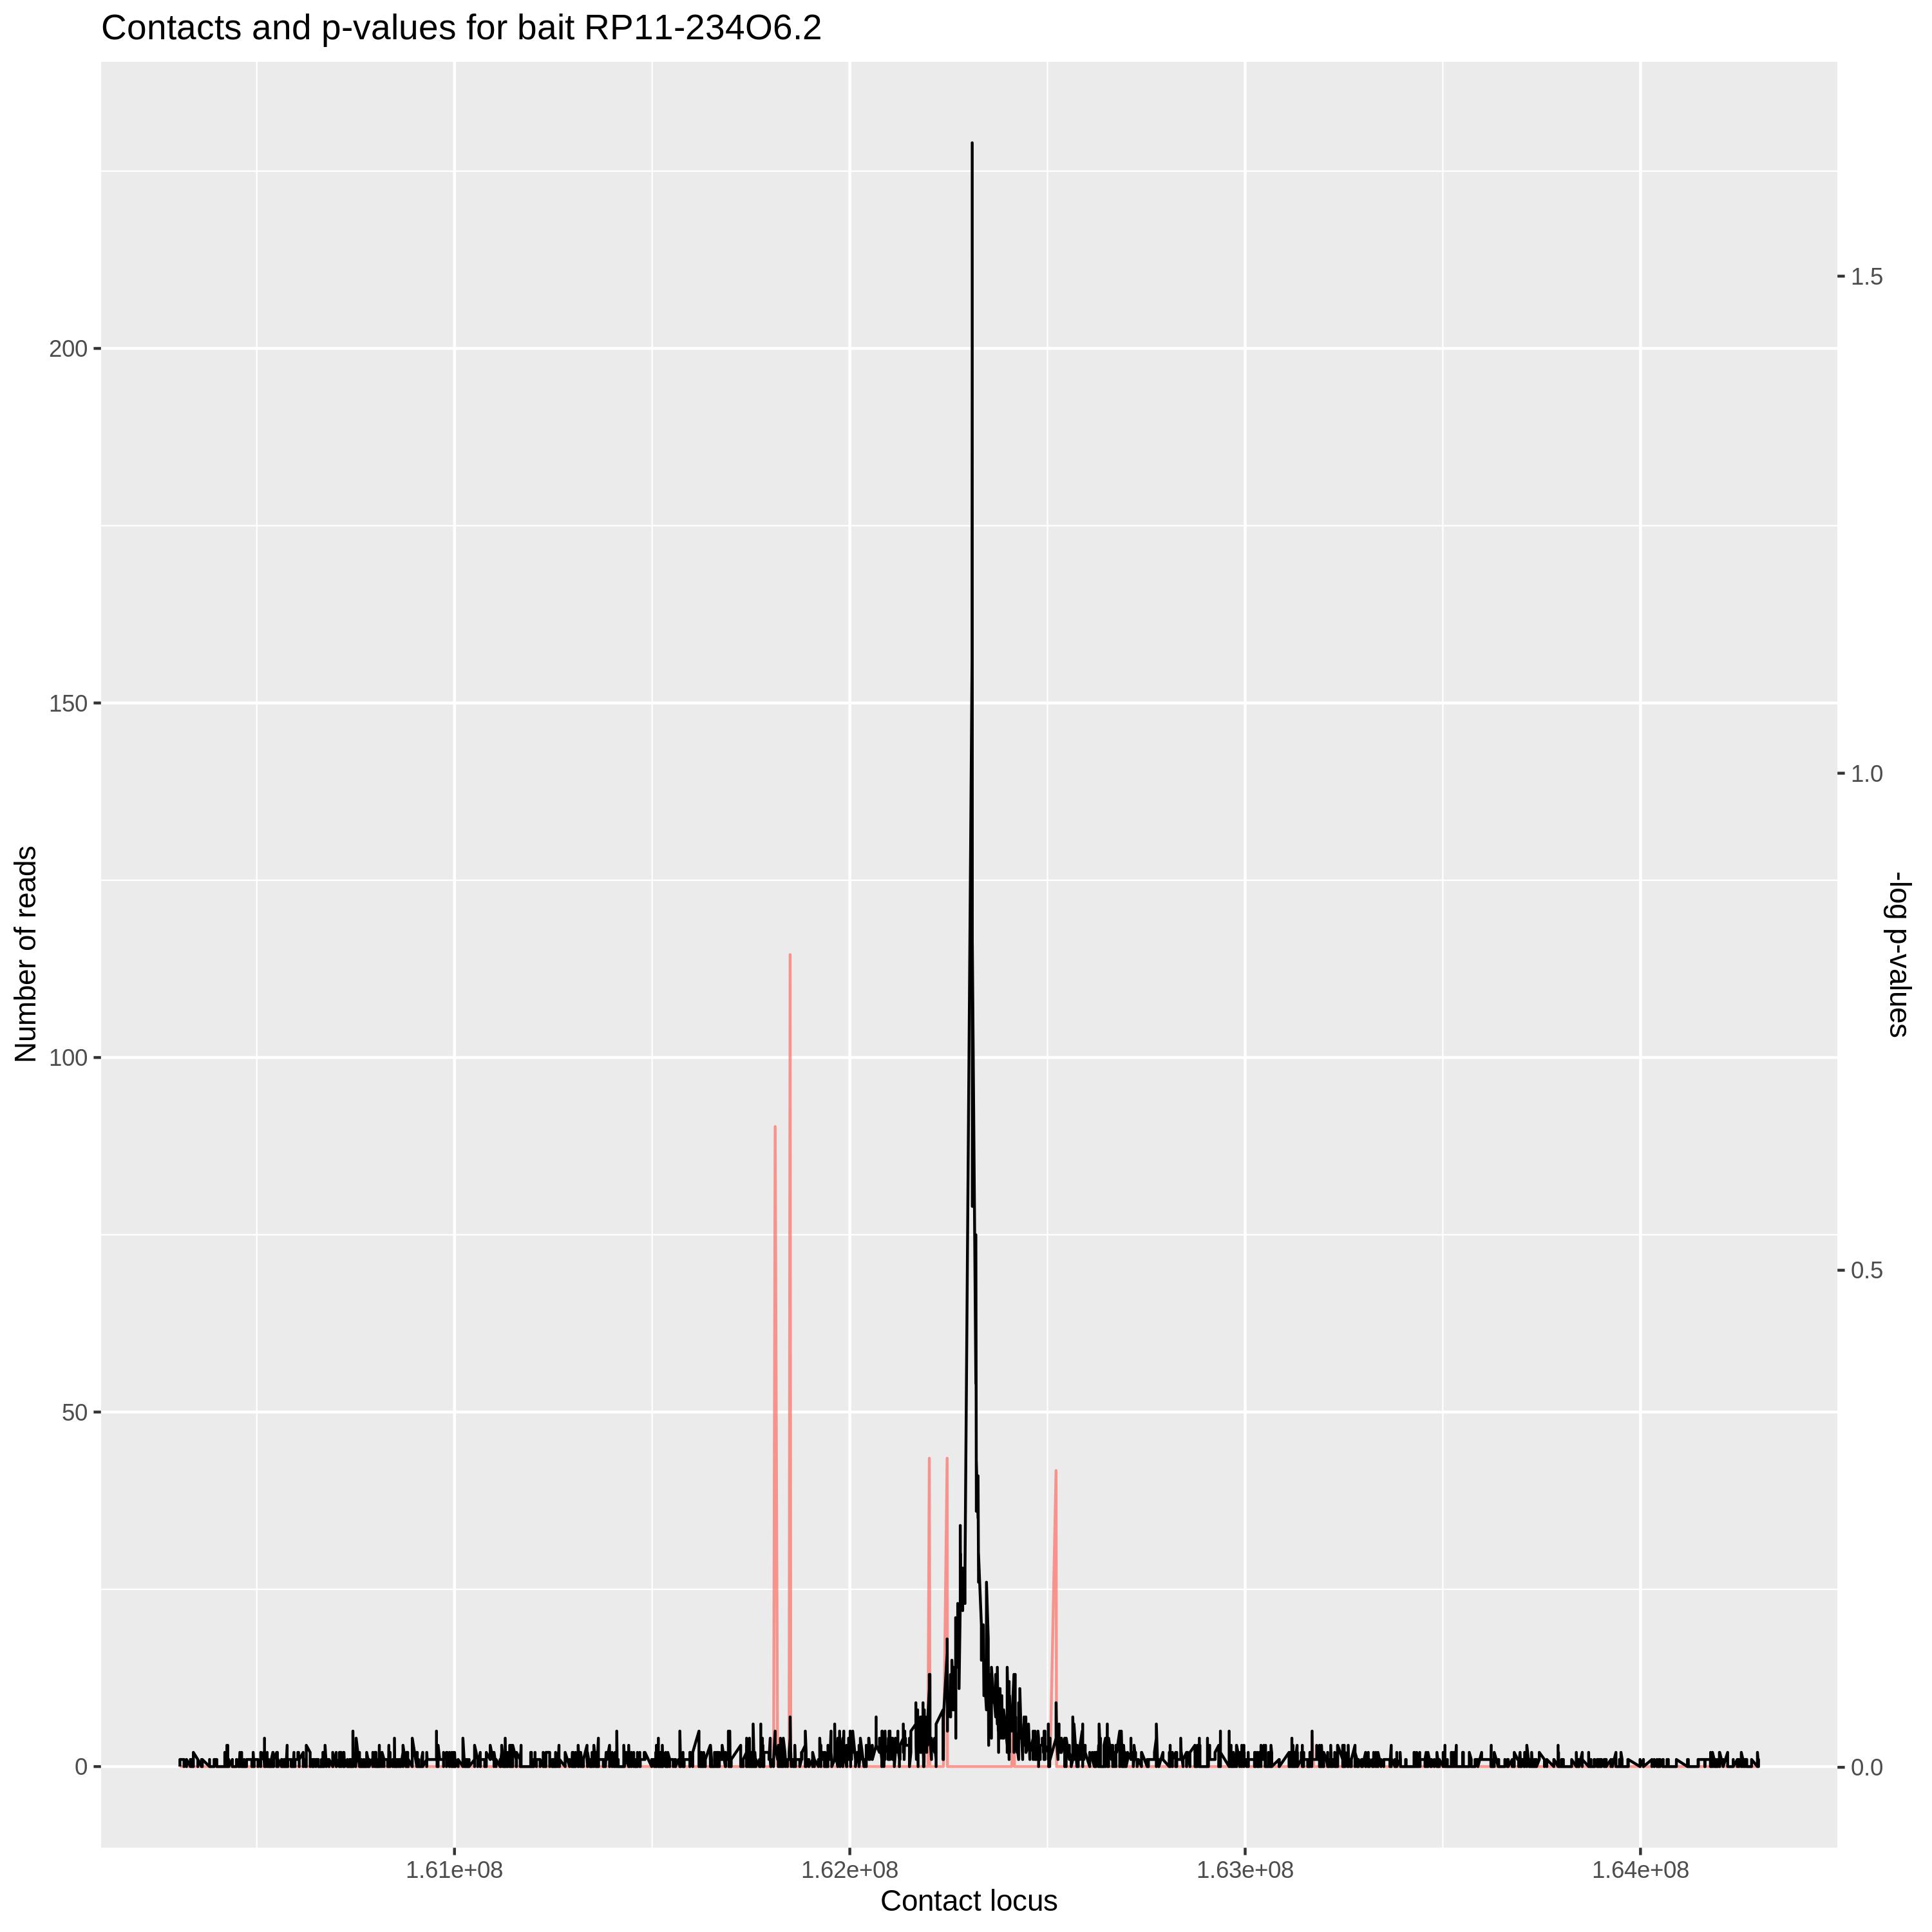 Contacts and p-values for bait RP11-234O6.2
Number of reads
200
150
100
50
0
1.5
1.0
0.5
0.0
-log p-values
1.61e+08
1.62e+08
1.63e+08
1.64e+08
Contact locus